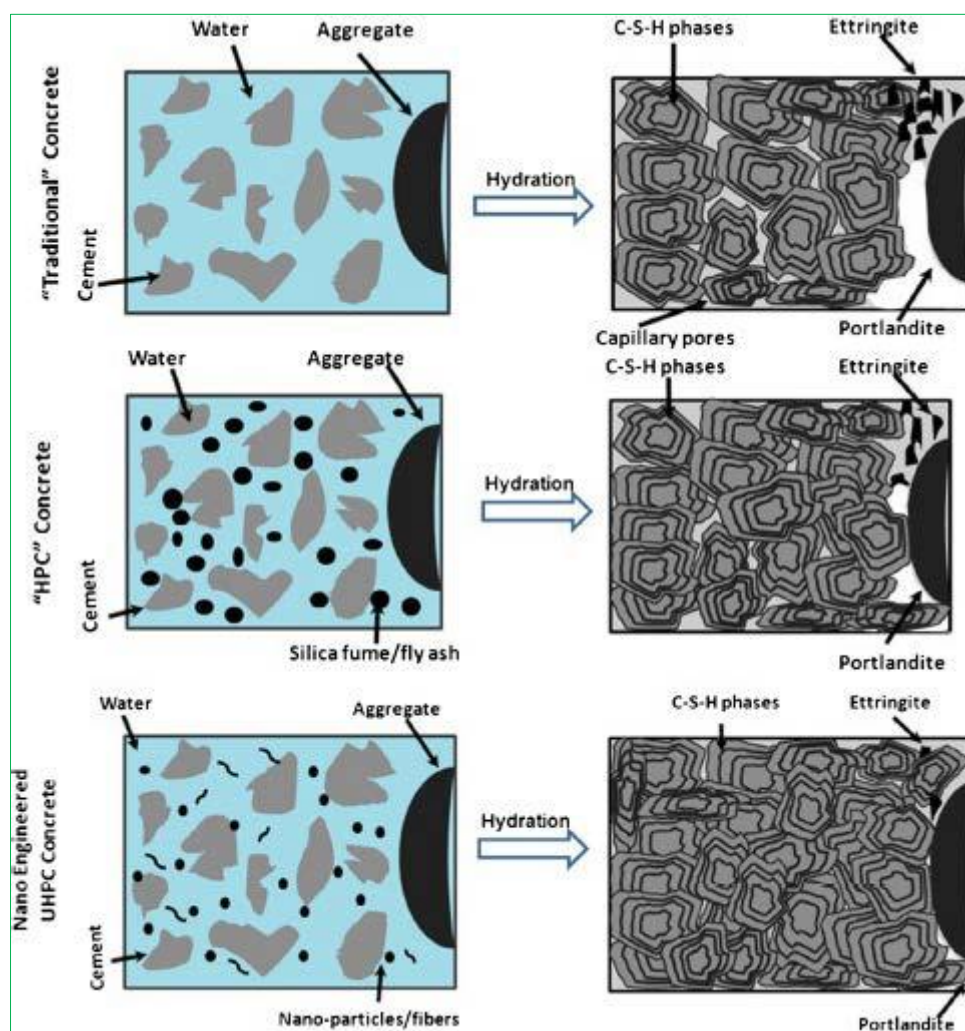 Water
Aggregate
C-S-H phases
Ettringite
"Traditional" Concrete
Hydration
Cement
Capillary pores
Portlandite
Water
Aggregate
C-S-H phases
Ettringite
"HPC" Concrete
Hydration
Cement
Silica fume/fly ash
Portlandite
Water
Aggregate
C-S-H phases
Ettringite
Nano Engineered
UHPC Concrete
Hydration
Cement
Nano-particles/fibers
Portlandite